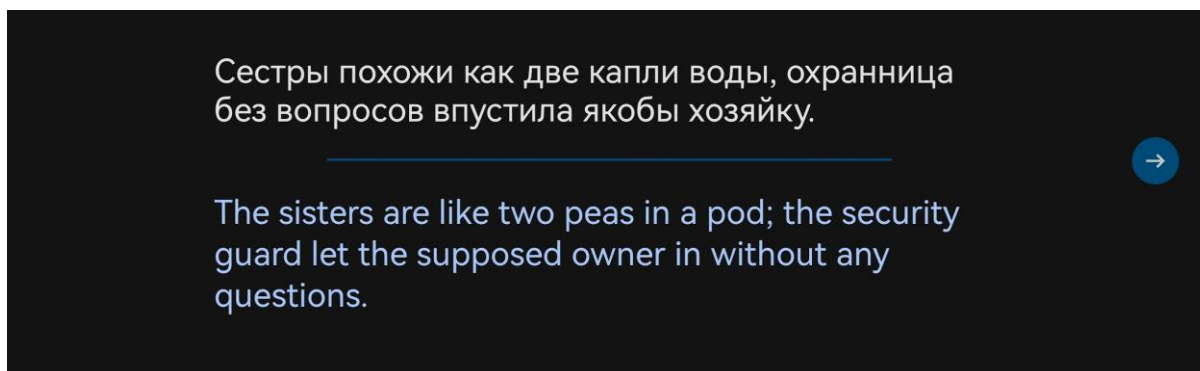 Сестры похожи как две капли воды, охранница
без вопросов впустила якобы хозяйку.
The sisters are like two peas in a pod; the security
guard let the supposed owner in without any
questions.